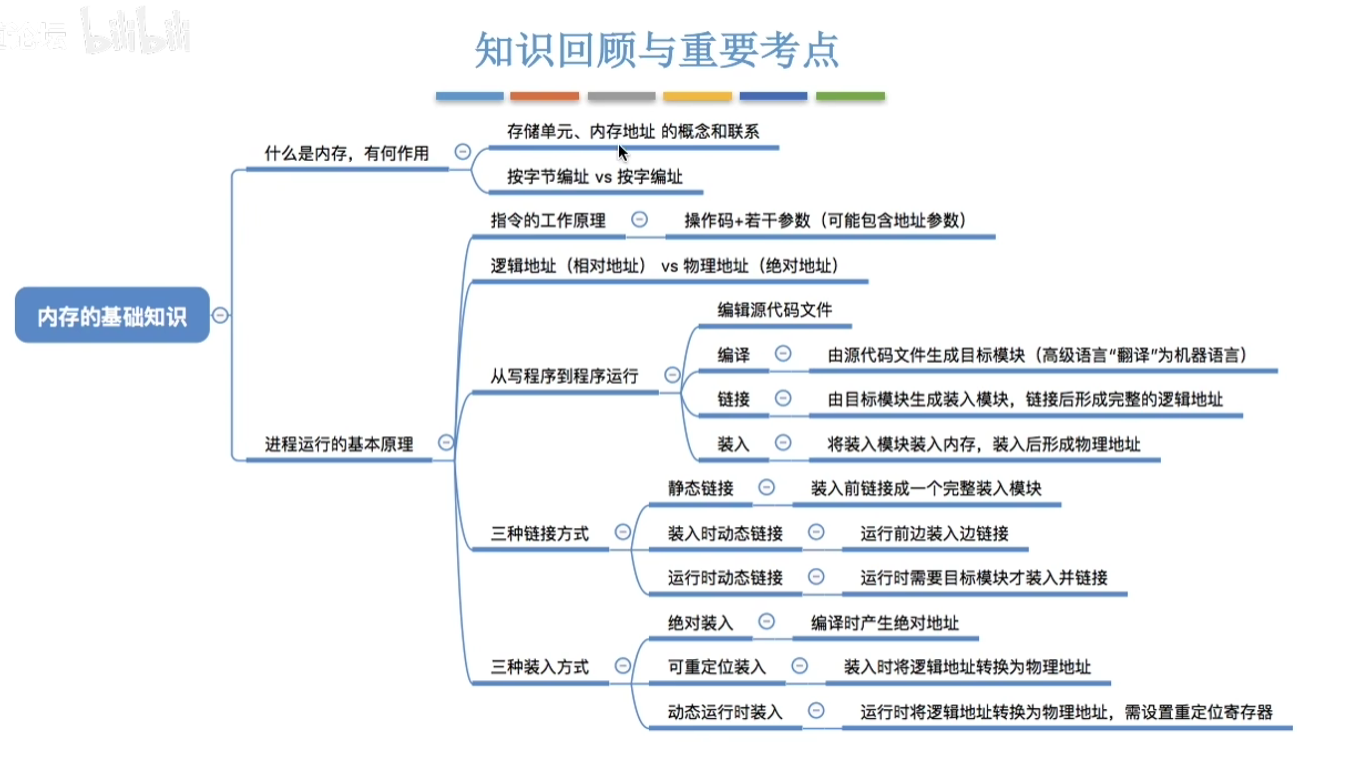 bilibili
知识回顾与重要考点
存储单元、内存地址 的概念和联系
什么是内存，有何作用
按字节编址 vs 按字编址
指令的工作原理
操作码+若干参数（可能包含地址参数）
逻辑地址（相对地址） vs 物理地址（绝对地址）
编辑源代码文件
内存的基础知识
编译
由源代码文件生成目标模块（高级语言“翻译”为机器语言）
从写程序到程序运行
链接
由目标模块生成装入模块，链接后形成完整的逻辑地址
进程运行的基本原理
装入
将装入模块装入内存，装入后形成物理地址
静态链接
装入前链接成一个完整装入模块
三种链接方式
装入时动态链接
运行前边装入边链接
运行时动态链接
运行时需要目标模块才装入并链接
绝对装入
编译时产生绝对地址
三种装入方式
可重定位装入
装入时将逻辑地址转换为物理地址
动态运行时装入
运行时将逻辑地址转换为物理地址，需设置重定位寄存器